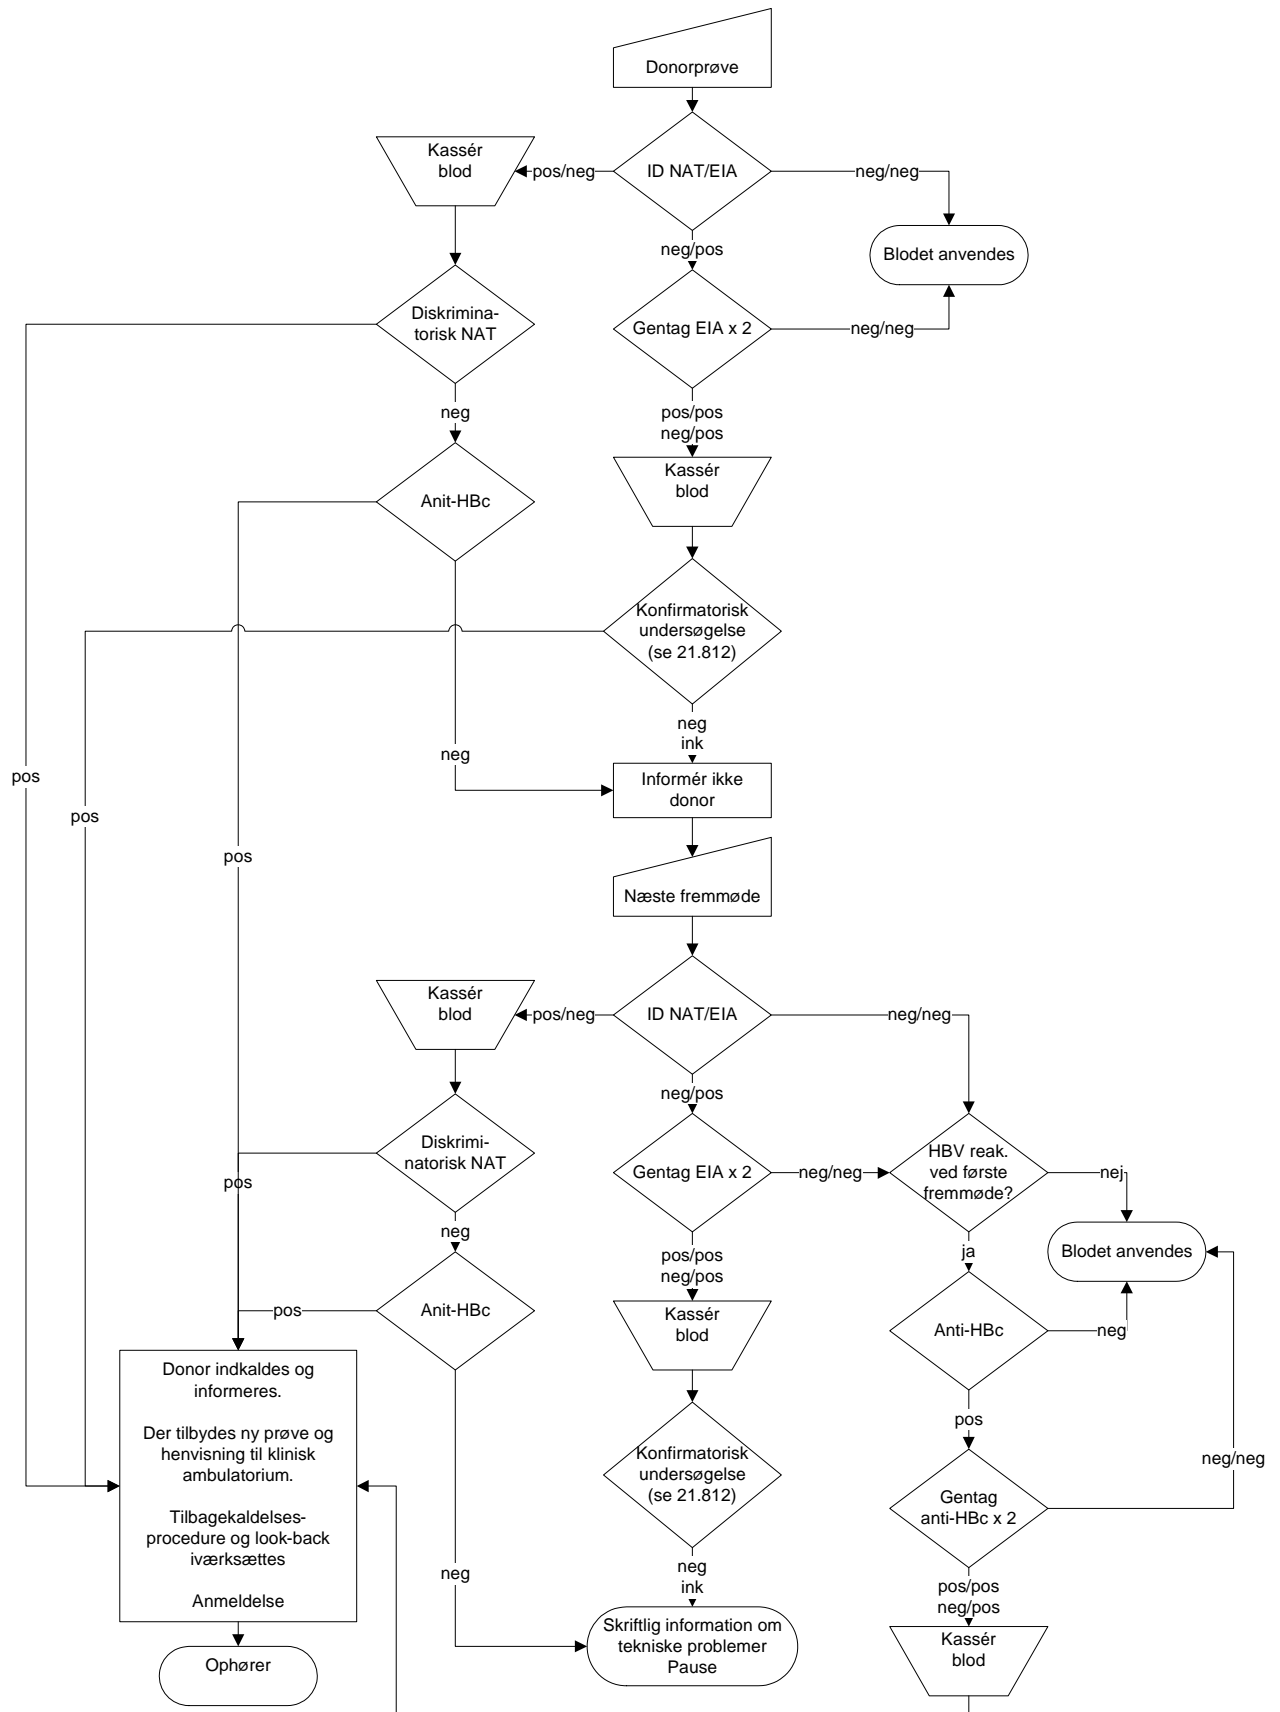 Donorprøve
Kassér
blod
pos/neg
ID NAT/EIA
neg/neg
neg/pos
Blodet anvendes
Diskrimina-
torisk NAT
Gentag EIA x 2
neg/neg
neg
pos/pos
neg/pos
Anit-HBc
Kassér
blod
Konfirmatorisk
undersøgelse
(se 21.812)
neg
ink
neg
pos
Informér ikke
donor
pos
pos
Næste fremmøde
Kassér
blod
pos/neg
ID NAT/EIA
neg/neg
neg/pos
Diskrimi-
natorisk NAT
Gentag EIA x 2
neg/neg
HBV reak.
ved første
fremmøde?
nej
pos
neg
pos/pos
neg/pos
ja
Blodet anvendes
pos
Anit-HBc
Kassér
blod
Anti-HBc
neg
Donor indkaldes og
informeres.
Der tilbydes ny prøve og
henvisning til klinisk
ambulatorium.
Tilbagekaldelses-
procedure og look-back
iværksættes
Anmeldelse
pos
Konfirmatorisk
undersøgelse
(se 21.812)
neg/neg
Gentag
anti-HBc x 2
neg
neg
ink
pos/pos
neg/pos
Skriftlig information om
tekniske problemer
Pause
Kassér
blod
Ophører